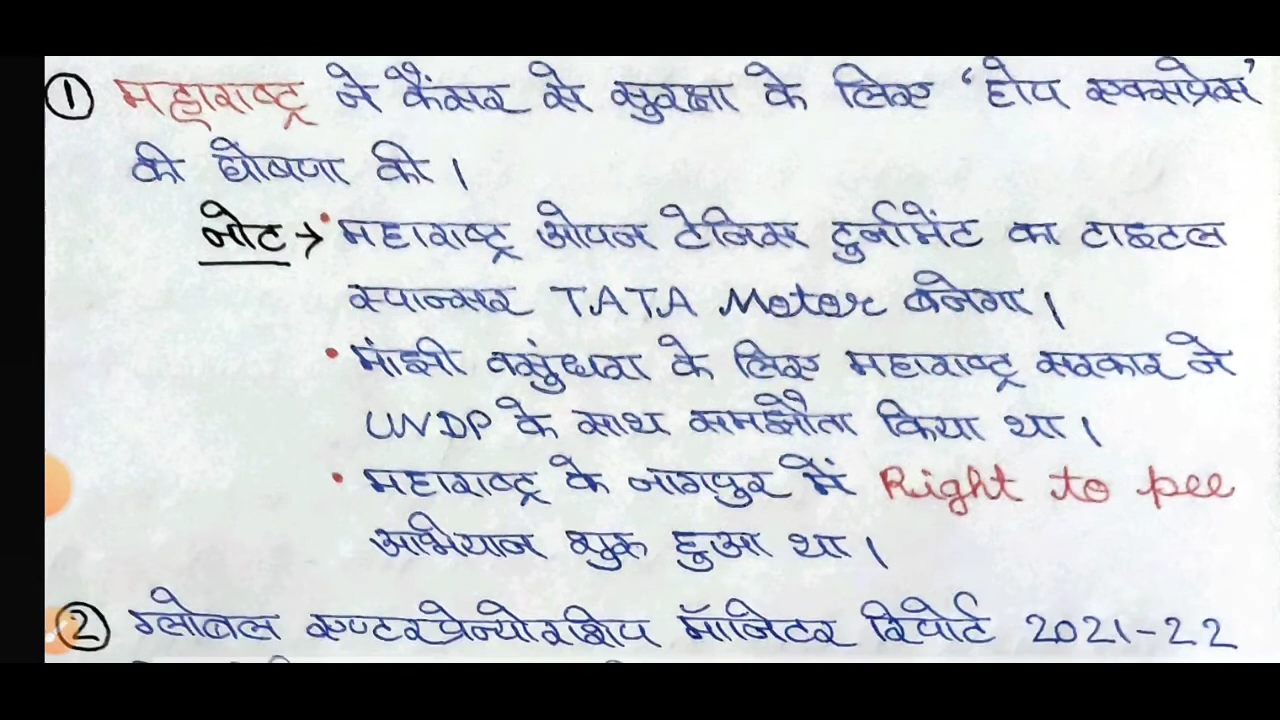 ① महाराष्ट्र ने कैंसर से सुरक्षा के लिए 'होप एक्सप्रेस'
की घोषणा की।
नोट → • महाराष्ट्र ओपन टेनिस टुर्नामेंट का टाइटल
स्पान्सर TATA Motor बनेगा।
• मांझी वसुंधरा के लिए महाराष्ट्र सरकार ने
UNDP के साथ समझौता किया था।
• महाराष्ट्र के नागपुर में Right to pee
अभियान शुरू हुआ था।
② ग्लोबल एण्टरप्रेन्योरशिप मॉनिटर रिपोर्ट 2021-22